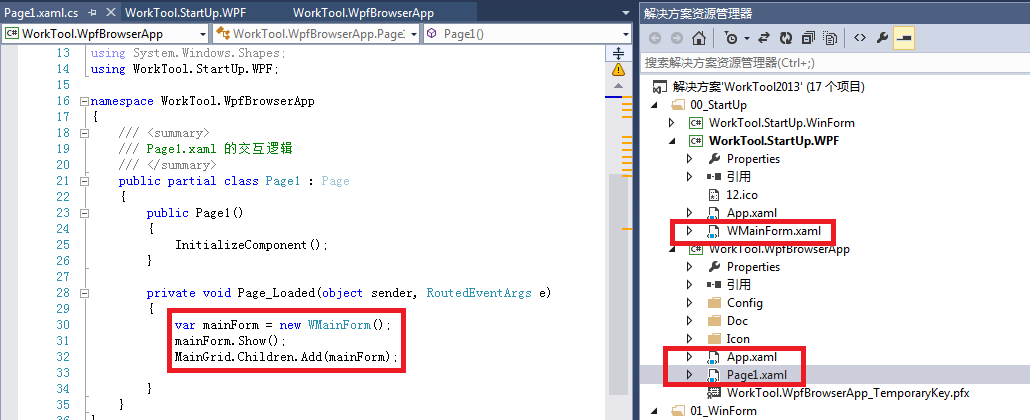 Page1.xaml.cs WorkTool.StartUp.WPF WorkTool.WpfBrowserApp
WorkTool.WpfBrowserApp WorkTool.WpfBrowserApp.Page1 Page1()
13 using System.Windows.Shapes;
14 using WorkTool.StartUp.WPF;
15
16 namespace WorkTool.WpfBrowserApp
17 {
18 /// <summary>
19 /// Page1.xaml 的交互逻辑
20 /// </summary>
21 public partial class Page1 : Page
22 {
23 public Page1()
24 {
25 InitializeComponent();
26 }
27
28 private void Page_Loaded(object sender, RoutedEventArgs e)
29 {
30 var mainForm = new WMainForm();
31 mainForm.Show();
32 MainGrid.Children.Add(mainForm);
33
34 }
35 }
解决方案资源管理器
搜索解决方案资源管理器(Ctrl+;)
解决方案'WorkTool2013' (17 个项目)
00_StartUp
C# WorkTool.StartUp.WinForm
C# WorkTool.StartUp.WPF
Properties
引用
12.ico
App.xaml
WMainForm.xaml
C# WorkTool.WpfBrowserApp
Properties
引用
Config
Doc
Icon
App.xaml
Page1.xaml
WorkTool.WpfBrowserApp_TemporaryKey.pfx
01_WinForm